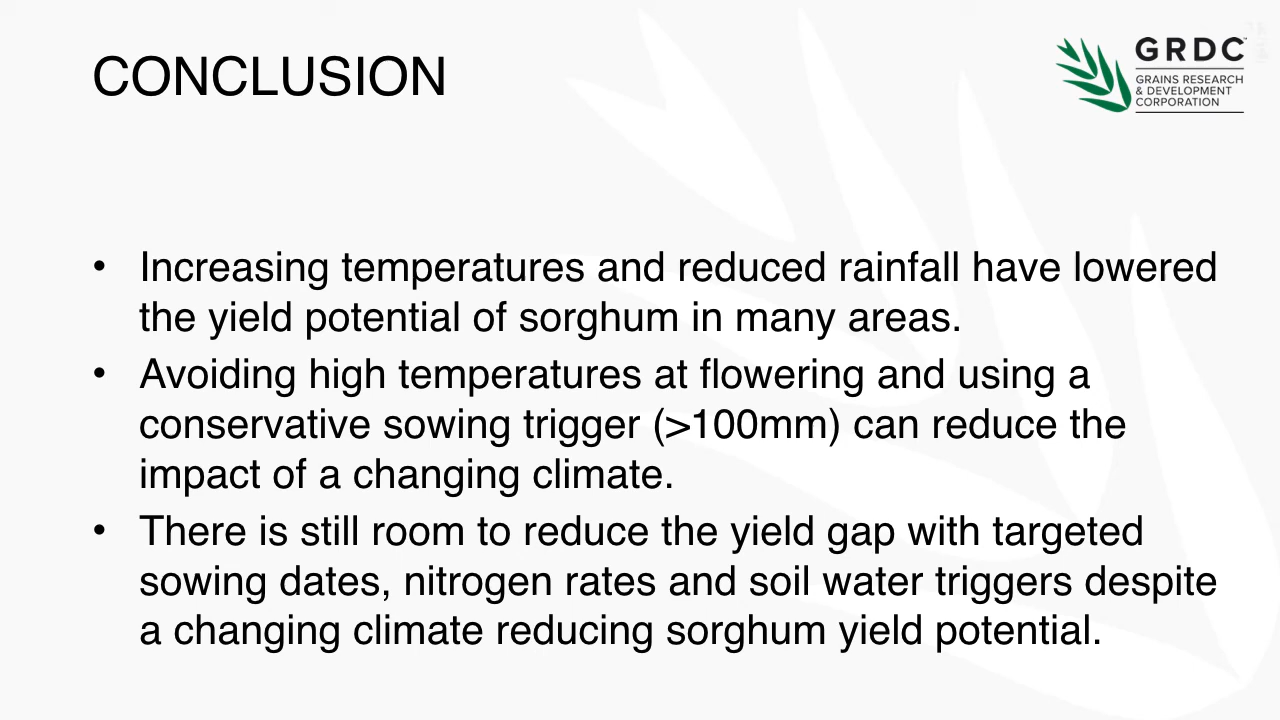 CONCLUSION
GRDC™
GRAINS RESEARCH
& DEVELOPMENT
CORPORATION
• Increasing temperatures and reduced rainfall have lowered
the yield potential of sorghum in many areas.
• Avoiding high temperatures at flowering and using a
conservative sowing trigger (>100mm) can reduce the
impact of a changing climate.
• There is still room to reduce the yield gap with targeted
sowing dates, nitrogen rates and soil water triggers despite
a changing climate reducing sorghum yield potential.